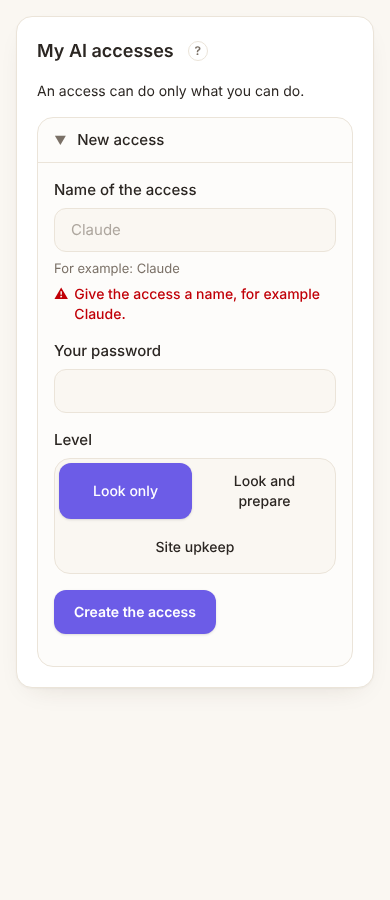 My AI accesses ?
An access can do only what you can do.
▼ New access
Name of the access
Claude
For example: Claude
Give the access a name, for example
Claude.
Your password
Level
Look only
Look and
prepare
Site upkeep
Create the access